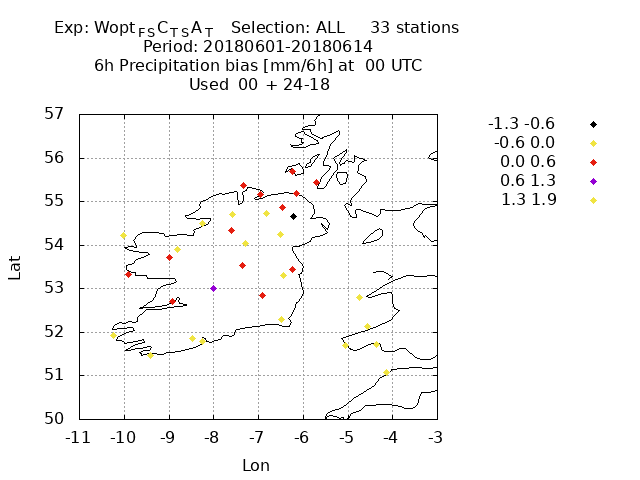 Exp: Wopt FS C T S A T   Selection: ALL   33 stations
Period: 20180601-20180614
6h Precipitation bias [mm/6h] at 00 UTC
Used 00 + 24-18
-1.3 -0.6
-0.6 0.0
0.0 0.6
0.6 1.3
1.3 1.9
57
56
55
54
53
52
51
50
Lat
-11 -10 -9 -8 -7 -6 -5 -4 -3
Lon